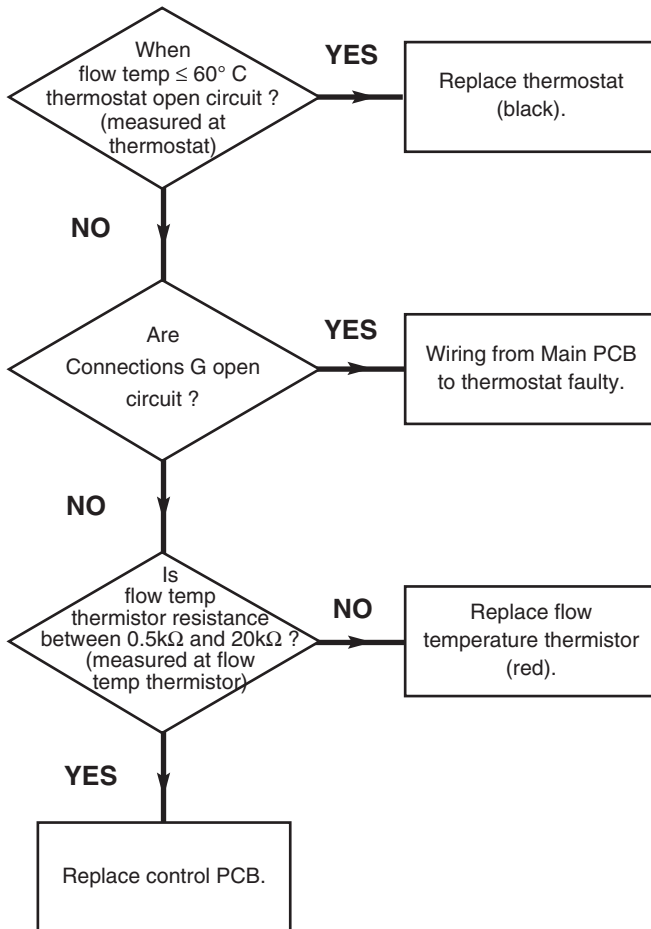 When
flow temp ≤ 60° C
thermostat open circuit ?
(measured at
thermostat)
YES
Replace thermostat
(black).
NO
Are
Connections G open
circuit ?
YES
Wiring from Main PCB
to thermostat faulty.
NO
Is
flow temp
thermistor resistance
between 0.5kΩ and 20kΩ ?
(measured at flow
temp thermistor)
NO
Replace flow
temperature thermistor
(red).
YES
Replace control PCB.